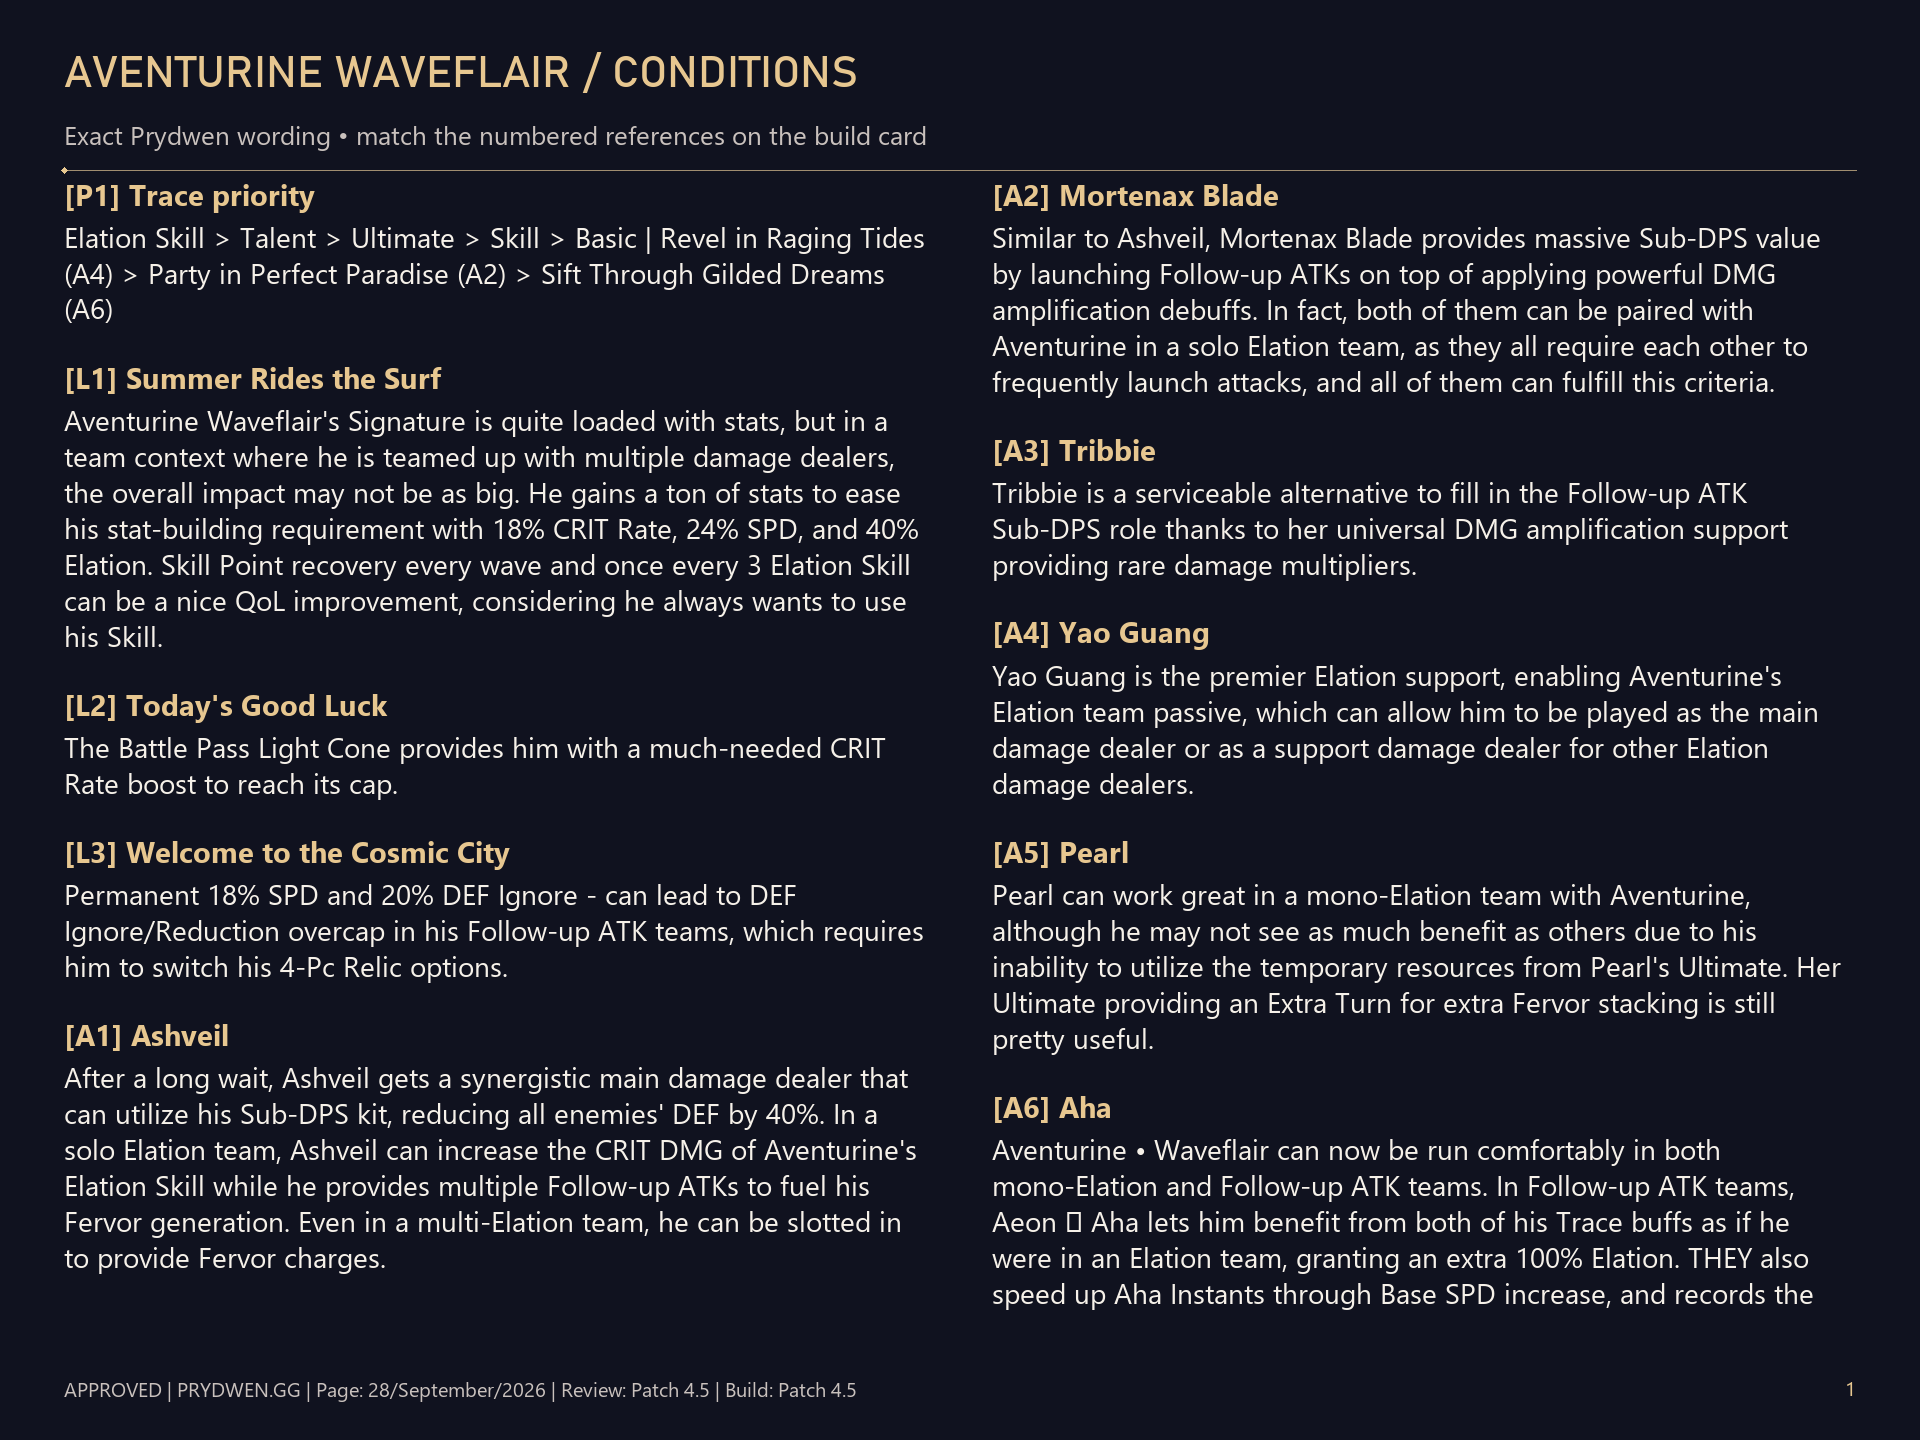 AVENTURINE WAVEFLAIR / CONDITIONS
Exact Prydwen wording • match the numbered references on the build card
[P1] Trace priority
Elation Skill > Talent > Ultimate > Skill > Basic | Revel in Raging Tides
(A4) > Party in Perfect Paradise (A2) > Sift Through Gilded Dreams
(A6)
[L1] Summer Rides the Surf
Aventurine Waveflair's Signature is quite loaded with stats, but in a
team context where he is teamed up with multiple damage dealers,
the overall impact may not be as big. He gains a ton of stats to ease
his stat-building requirement with 18% CRIT Rate, 24% SPD, and 40%
Elation. Skill Point recovery every wave and once every 3 Elation Skill
can be a nice QoL improvement, considering he always wants to use
his Skill.
[L2] Today's Good Luck
The Battle Pass Light Cone provides him with a much-needed CRIT
Rate boost to reach its cap.
[L3] Welcome to the Cosmic City
Permanent 18% SPD and 20% DEF Ignore - can lead to DEF
Ignore/Reduction overcap in his Follow-up ATK teams, which requires
him to switch his 4-Pc Relic options.
[A1] Ashveil
After a long wait, Ashveil gets a synergistic main damage dealer that
can utilize his Sub-DPS kit, reducing all enemies' DEF by 40%. In a
solo Elation team, Ashveil can increase the CRIT DMG of Aventurine's
Elation Skill while he provides multiple Follow-up ATKs to fuel his
Fervor generation. Even in a multi-Elation team, he can be slotted in
to provide Fervor charges.
[A2] Mortenax Blade
Similar to Ashveil, Mortenax Blade provides massive Sub-DPS value
by launching Follow-up ATKs on top of applying powerful DMG
amplification debuffs. In fact, both of them can be paired with
Aventurine in a solo Elation team, as they all require each other to
frequently launch attacks, and all of them can fulfill this criteria.
[A3] Tribbie
Tribbie is a serviceable alternative to fill in the Follow-up ATK
Sub-DPS role thanks to her universal DMG amplification support
providing rare damage multipliers.
[A4] Yao Guang
Yao Guang is the premier Elation support, enabling Aventurine's
Elation team passive, which can allow him to be played as the main
damage dealer or as a support damage dealer for other Elation
damage dealers.
[A5] Pearl
Pearl can work great in a mono-Elation team with Aventurine,
although he may not see as much benefit as others due to his
inability to utilize the temporary resources from Pearl's Ultimate. Her
Ultimate providing an Extra Turn for extra Fervor stacking is still
pretty useful.
[A6] Aha
Aventurine • Waveflair can now be run comfortably in both
mono-Elation and Follow-up ATK teams. In Follow-up ATK teams,
Aeon ▯ Aha lets him benefit from both of his Trace buffs as if he
were in an Elation team, granting an extra 100% Elation. THEY also
speed up Aha Instants through Base SPD increase, and records the
APPROVED | PRYDWEN.GG | Page: 28/September/2026 | Review: Patch 4.5 | Build: Patch 4.5
1